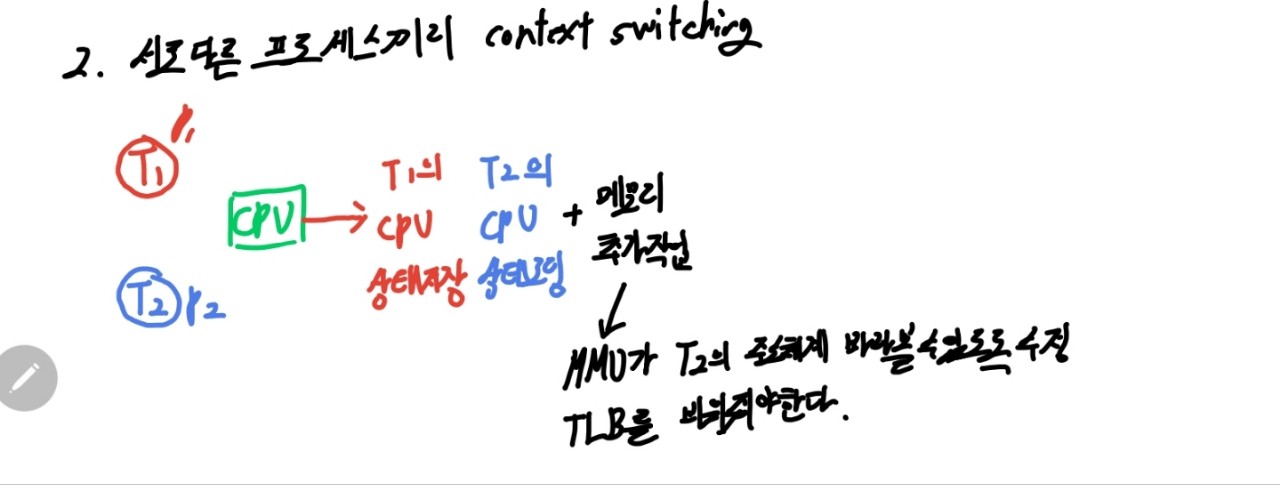 2. 서로 다른 프로세스끼리 context switching
T1 P1
CPU
T1의 CPU 상태저장
T2의 CPU 상태로딩
+ 메모리 추가작업
T2 P2
MMU가 T2의 주소체계 바라볼수있도록 수정
TLB를 비워줘야한다.